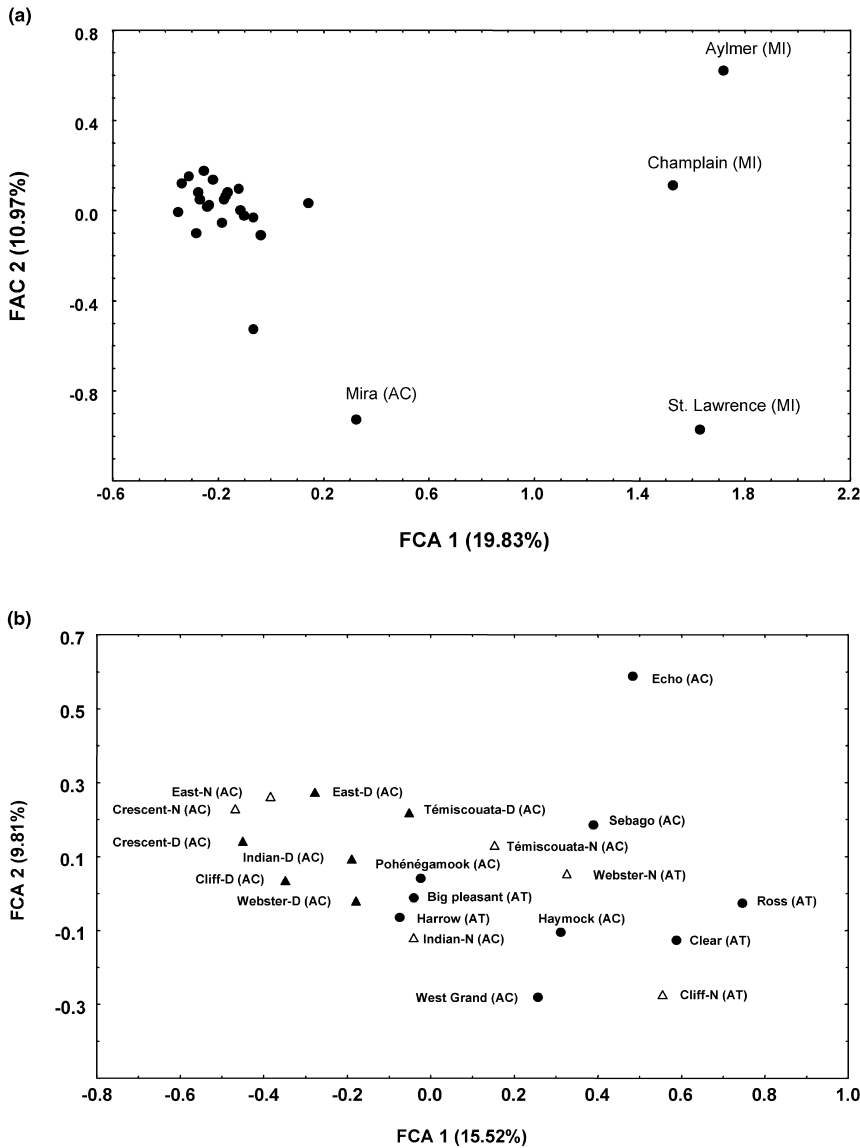 (a)
0.8
0.4
0.0
-0.4
-0.8
FAC 2 (10.97%)
Aylmer (MI)
Champlain (MI)
Mira (AC)
St. Lawrence (MI)
-0.6 -0.2 0.2 0.6 1.0 1.4 1.8 2.2
FCA 1 (19.83%)
(b)
0.7
0.5
0.3
0.1
-0.1
-0.3
FCA 2 (9.81%)
Echo (AC)
East-N (AC)
East-D (AC)
Crescent-N (AC)
Témiscouata-D (AC)
Sebago (AC)
Crescent-D (AC)
Témiscouata-N (AC)
Indian-D (AC)
Pohénégamook (AC)
Webster-N (AT)
Cliff-D (AC)
Big pleasant (AT)
Webster-D (AC)
Ross (AT)
Harrow (AT)
Haymock (AC)
Indian-N (AC)
Clear (AT)
West Grand (AC)
Cliff-N (AT)
-0.8 -0.6 -0.4 -0.2 0.0 0.2 0.4 0.6 0.8 1.0
FCA 1 (15.52%)